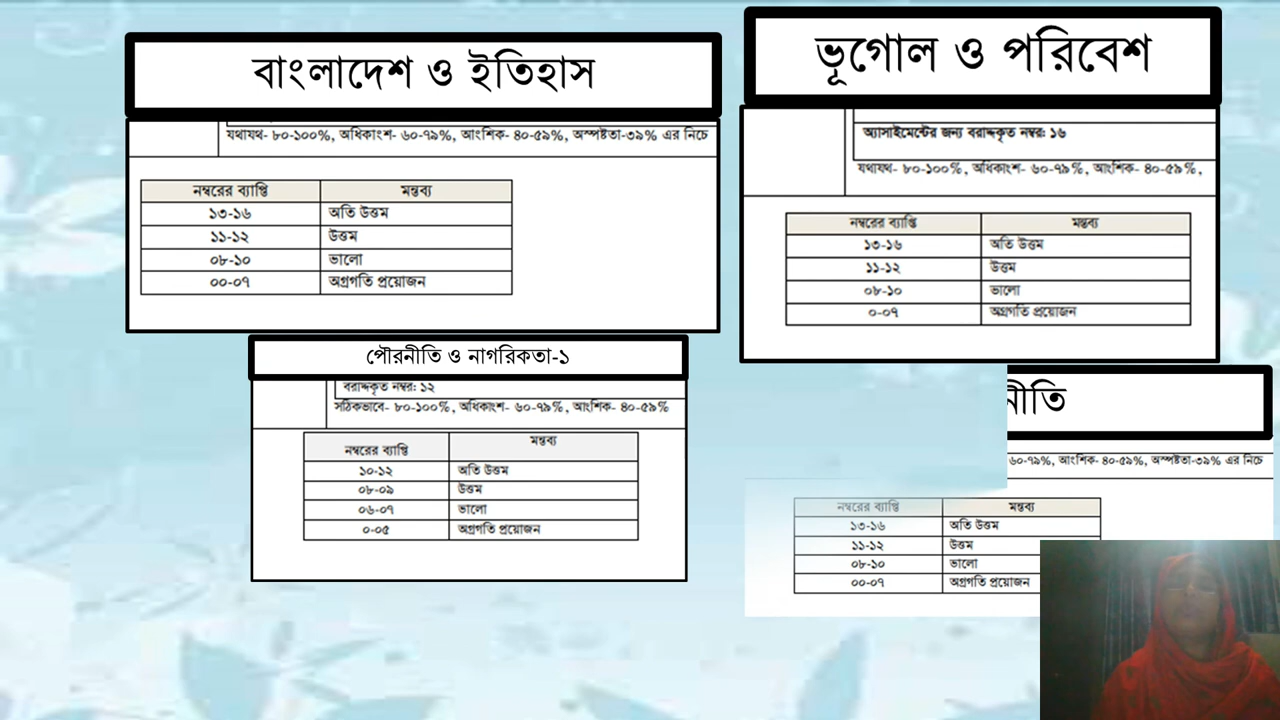 বাংলাদেশ ও ইতিহাস
যথাযথ- ৮০-১০০%, অধিকাংশ- ৬০-৭৯%, আংশিক- ৪০-৫৯%, অস্পষ্টতা-৩৯% এর নিচে
নম্বরের ব্যাপ্তি মন্তব্য
১৩-১৬ অতি উত্তম
১১-১২ উত্তম
০৮-১০ ভালো
০০-০৭ অগ্রগতি প্রয়োজন
ভূগোল ও পরিবেশ
অ্যাসাইমেন্টের জন্য বরাদ্দকৃত নম্বর: ১৬
যথাযথ- ৮০-১০০%, অধিকাংশ- ৬০-৭৯%, আংশিক- ৪০-৫৯%,
নম্বরের ব্যাপ্তি মন্তব্য
১৩-১৬ অতি উত্তম
১১-১২ উত্তম
০৮-১০ ভালো
০-০৭ অগ্রগতি প্রয়োজন
পৌরনীতি ও নাগরিকতা-১
বরাদ্দকৃত নম্বর: ১২
সঠিকভাবে- ৮০-১০০%, অধিকাংশ- ৬০-৭৯%, আংশিক- ৪০-৫৯%
নম্বরের ব্যাপ্তি মন্তব্য
১০-১২ অতি উত্তম
০৮-০৯ উত্তম
০৬-০৭ ভালো
০-০৫ অগ্রগতি প্রয়োজন
নীতি
৬০-৭৯%, আংশিক- ৪০-৫৯%, অস্পষ্টতা-৩৯% এর নিচে
নম্বরের ব্যাপ্তি মন্তব্য
১৩-১৬ অতি উত্তম
১১-১২ উত্তম
০৮-১০ ভালো
০০-০৭ অগ্রগতি প্রয়োজন